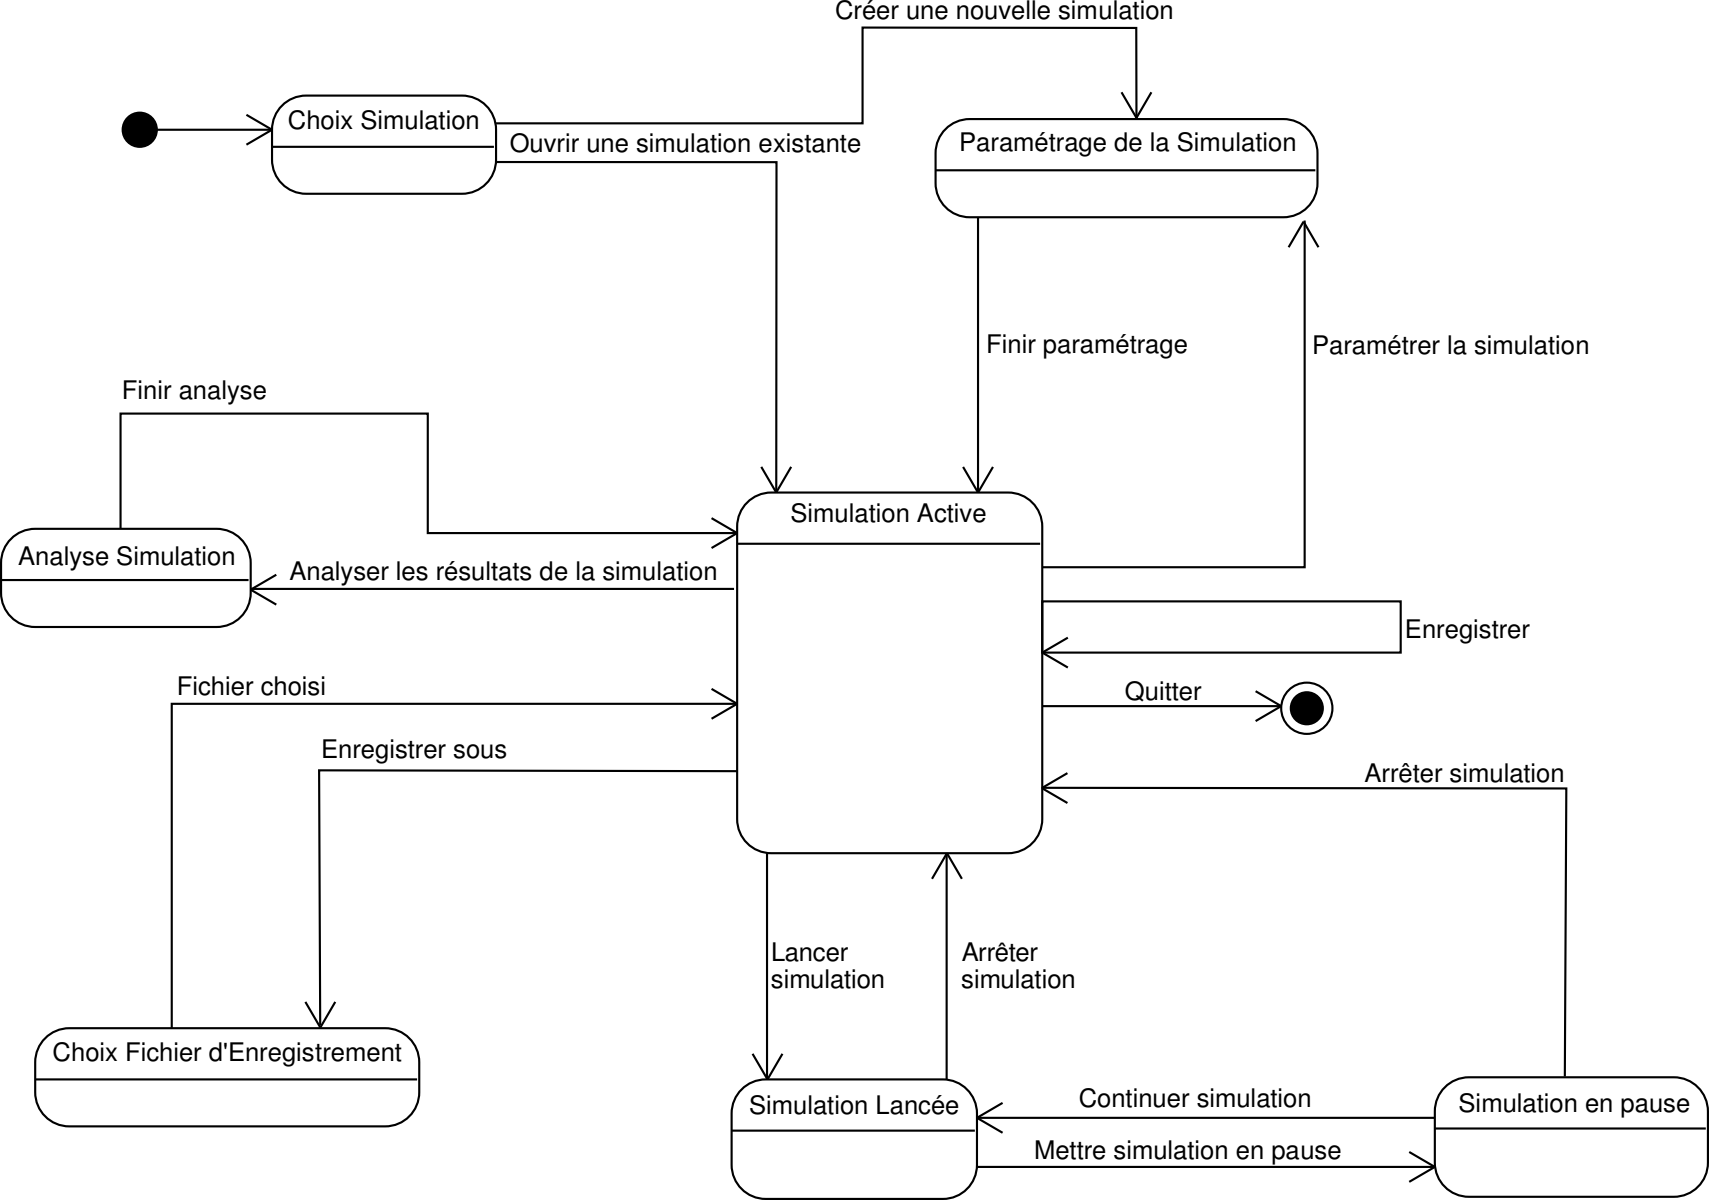 Créer une nouvelle simulation
Choix Simulation
Ouvrir une simulation existante
Paramétrage de la Simulation
Finir paramétrage
Paramétrer la simulation
Finir analyse
Simulation Active
Analyse Simulation
Analyser les résultats de la simulation
Enregistrer
Fichier choisi
Quitter
Enregistrer sous
Arrêter simulation
Lancer
simulation
Arrêter
simulation
Choix Fichier d'Enregistrement
Simulation Lancée
Continuer simulation
Simulation en pause
Mettre simulation en pause